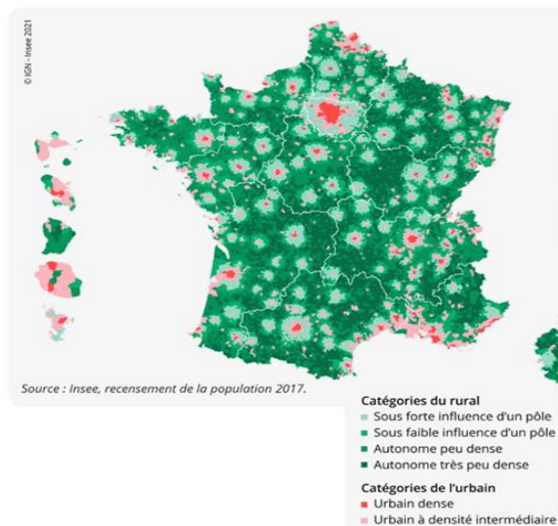 © IGN - Insee 2021
Source : Insee, recensement de la population 2017.
Catégories du rural
Sous forte influence d'un pôle
Sous faible influence d'un pôle
Autonome peu dense
Autonome très peu dense
Catégories de l'urbain
Urbain dense
Urbain à densité intermédiaire